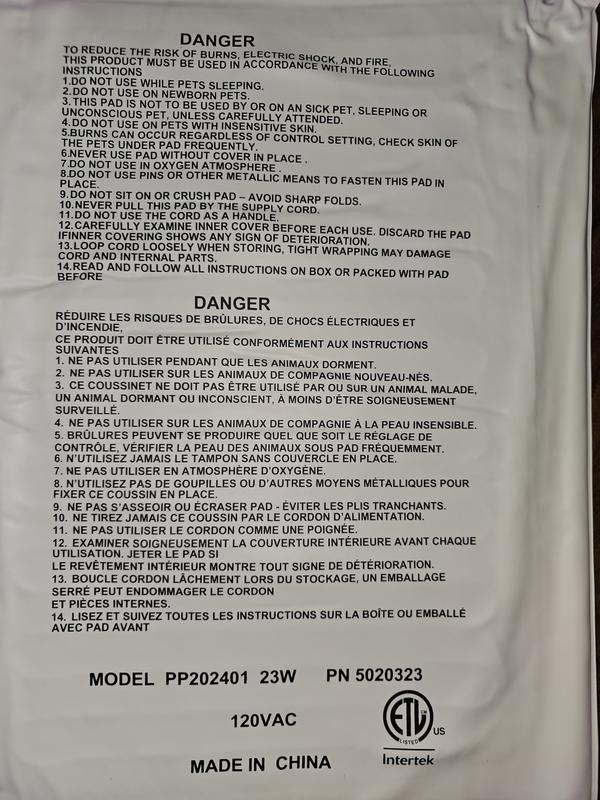 DANGER
TO REDUCE THE RISK OF BURNS, ELECTRIC SHOCK, AND FIRE,
THIS PRODUCT MUST BE USED IN ACCORDANCE WITH THE FOLLOWING
INSTRUCTIONS
1.DO NOT USE WHILE PETS SLEEPING.
2.DO NOT USE ON NEWBORN PETS.
3.THIS PAD IS NOT TO BE USED BY OR ON AN SICK PET, SLEEPING OR
UNCONSCIOUS PET, UNLESS CAREFULLY ATTENDED.
4.DO NOT USE ON PETS WITH INSENSITIVE SKIN.
5.BURNS CAN OCCUR REGARDLESS OF CONTROL SETTING, CHECK SKIN OF
THE PETS UNDER PAD FREQUENTLY.
6.NEVER USE PAD WITHOUT COVER IN PLACE .
7.DO NOT USE IN OXYGEN ATMOSPHERE .
8.DO NOT USE PINS OR OTHER METALLIC MEANS TO FASTEN THIS PAD IN
PLACE.
9.DO NOT SIT ON OR CRUSH PAD – AVOID SHARP FOLDS.
10.NEVER PULL THIS PAD BY THE SUPPLY CORD.
11.DO NOT USE THE CORD AS A HANDLE.
12.CAREFULLY EXAMINE INNER COVER BEFORE EACH USE. DISCARD THE PAD
IFINNER COVERING SHOWS ANY SIGN OF DETERIORATION.
13.LOOP CORD LOOSELY WHEN STORING, TIGHT WRAPPING MAY DAMAGE
CORD AND INTERNAL PARTS.
14.READ AND FOLLOW ALL INSTRUCTIONS ON BOX OR PACKED WITH PAD
BEFORE
DANGER
RÉDUIRE LES RISQUES DE BRÛLURES, DE CHOCS ÉLECTRIQUES ET
D'INCENDIE,
CE PRODUIT DOIT ÊTRE UTILISÉ CONFORMÉMENT AUX INSTRUCTIONS
SUIVANTES
1. NE PAS UTILISER PENDANT QUE LES ANIMAUX DORMENT.
2. NE PAS UTILISER SUR LES ANIMAUX DE COMPAGNIE NOUVEAU-NÉS.
3. CE COUSSINET NE DOIT PAS ÊTRE UTILISÉ PAR OU SUR UN ANIMAL MALADE,
UN ANIMAL DORMANT OU INCONSCIENT, À MOINS D'ÊTRE SOIGNEUSEMENT
SURVEILLÉ.
4. NE PAS UTILISER SUR LES ANIMAUX DE COMPAGNIE À LA PEAU INSENSIBLE.
5. BRÛLURES PEUVENT SE PRODUIRE QUEL QUE SOIT LE RÉGLAGE DE
CONTRÔLE, VÉRIFIER LA PEAU DES ANIMAUX SOUS PAD FRÉQUEMMENT.
6. N'UTILISEZ JAMAIS LE TAMPON SANS COUVERCLE EN PLACE.
7. NE PAS UTILISER EN ATMOSPHÈRE D'OXYGÈNE.
8. N'UTILISEZ PAS DE GOUPILLES OU D'AUTRES MOYENS MÉTALLIQUES POUR
FIXER CE COUSSIN EN PLACE.
9. NE PAS S'ASSEOIR OU ÉCRASER PAD - ÉVITER LES PLIS TRANCHANTS.
10. NE TIREZ JAMAIS CE COUSSIN PAR LE CORDON D'ALIMENTATION.
11. NE PAS UTILISER LE CORDON COMME UNE POIGNÉE.
12. EXAMINER SOIGNEUSEMENT LA COUVERTURE INTÉRIEURE AVANT CHAQUE
UTILISATION. JETER LE PAD SI
LE REVÊTEMENT INTÉRIEUR MONTRE TOUT SIGNE DE DÉTÉRIORATION.
13. BOUCLE CORDON LÂCHEMENT LORS DU STOCKAGE, UN EMBALLAGE
SERRÉ PEUT ENDOMMAGER LE CORDON
ET PIÈCES INTERNES.
14. LISEZ ET SUIVEZ TOUTES LES INSTRUCTIONS SUR LA BOÎTE OU EMBALLÉ
AVEC PAD AVANT
MODEL PP202401 23W PN 5020323
120VAC
ETL CM
LISTED US
Intertek
MADE IN CHINA